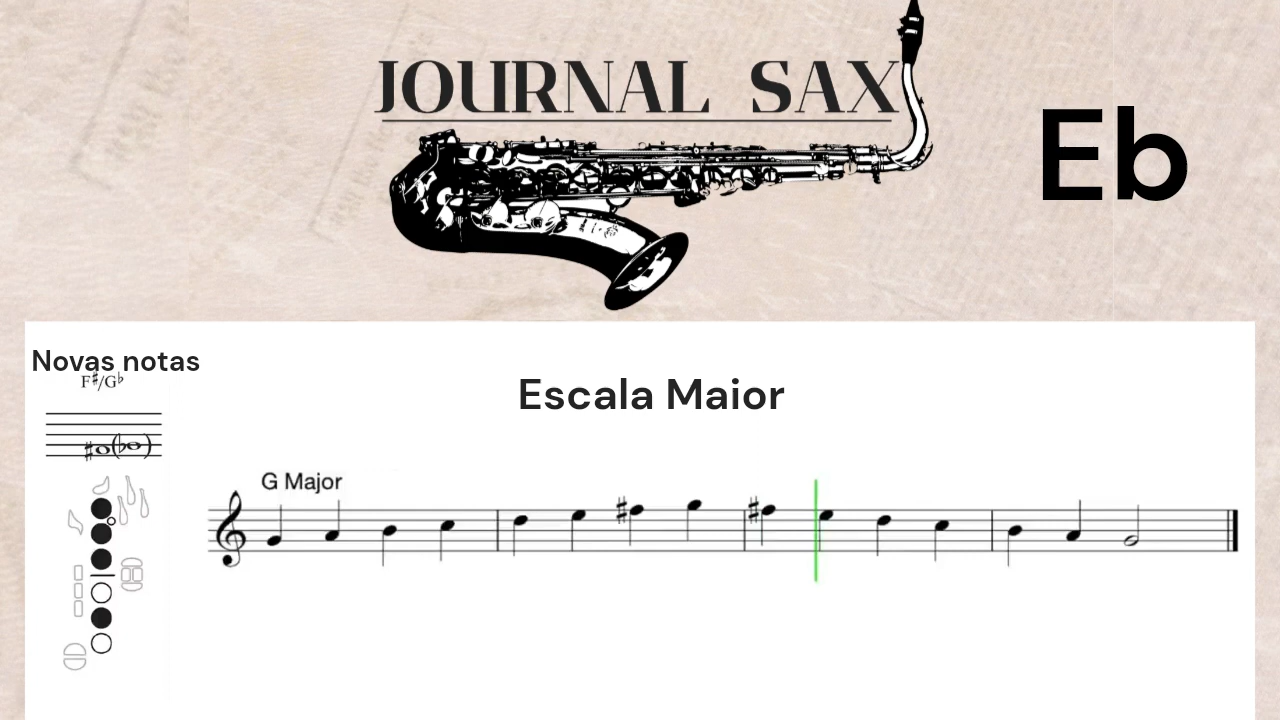 JOURNAL SAX
Eb
Novas notas
F♯/G♭
Escala Maior
G Major